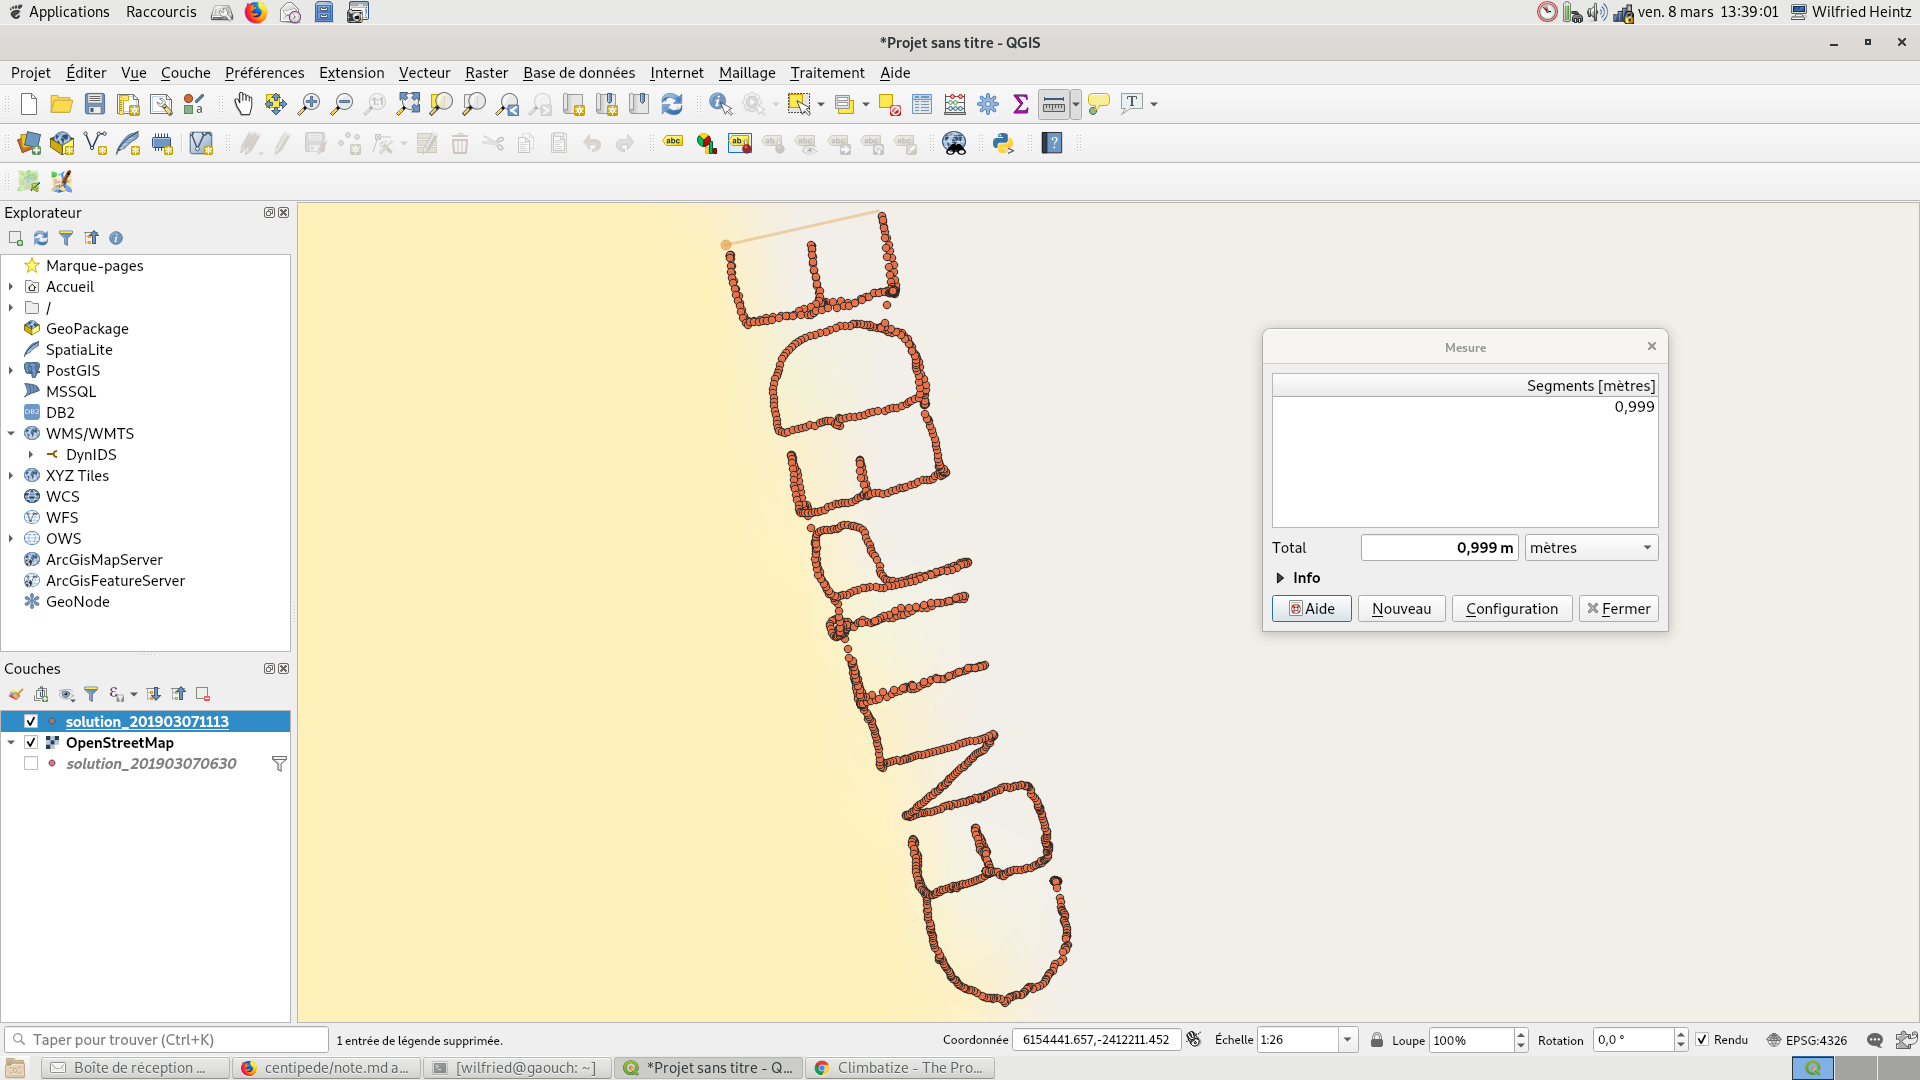 Applications Raccourcis ven. 8 mars 13:39:01 Wilfried Heintz
*Projet sans titre - QGIS
Projet Éditer Vue Couche Préférences Extension Vecteur Raster Base de données Internet Maillage Traitement Aide
Explorateur
Marque-pages
Accueil
/
GeoPackage
SpatiaLite
PostGIS
MSSQL
DB2
WMS/WMTS
DynIDS
XYZ Tiles
WCS
WFS
OWS
ArcGisMapServer
ArcGisFeatureServer
GeoNode
Couches
solution_201903071113
OpenStreetMap
solution_201903070630
CENTIPEDE
Mesure
Segments [mètres]
0,999
Total 0,999 m mètres
Info
Aide Nouveau Configuration Fermer
Taper pour trouver (Ctrl+K) 1 entrée de légende supprimée. Coordonnée 6154441.657,-2412211.452 Échelle 1:26 Loupe 100% Rotation 0,0 ° Rendu EPSG:4326
Boîte de réception ... centipede/note.md a... [wilfried@gaouch: ~] *Projet sans titre - Q... Climbatize - The Pro...